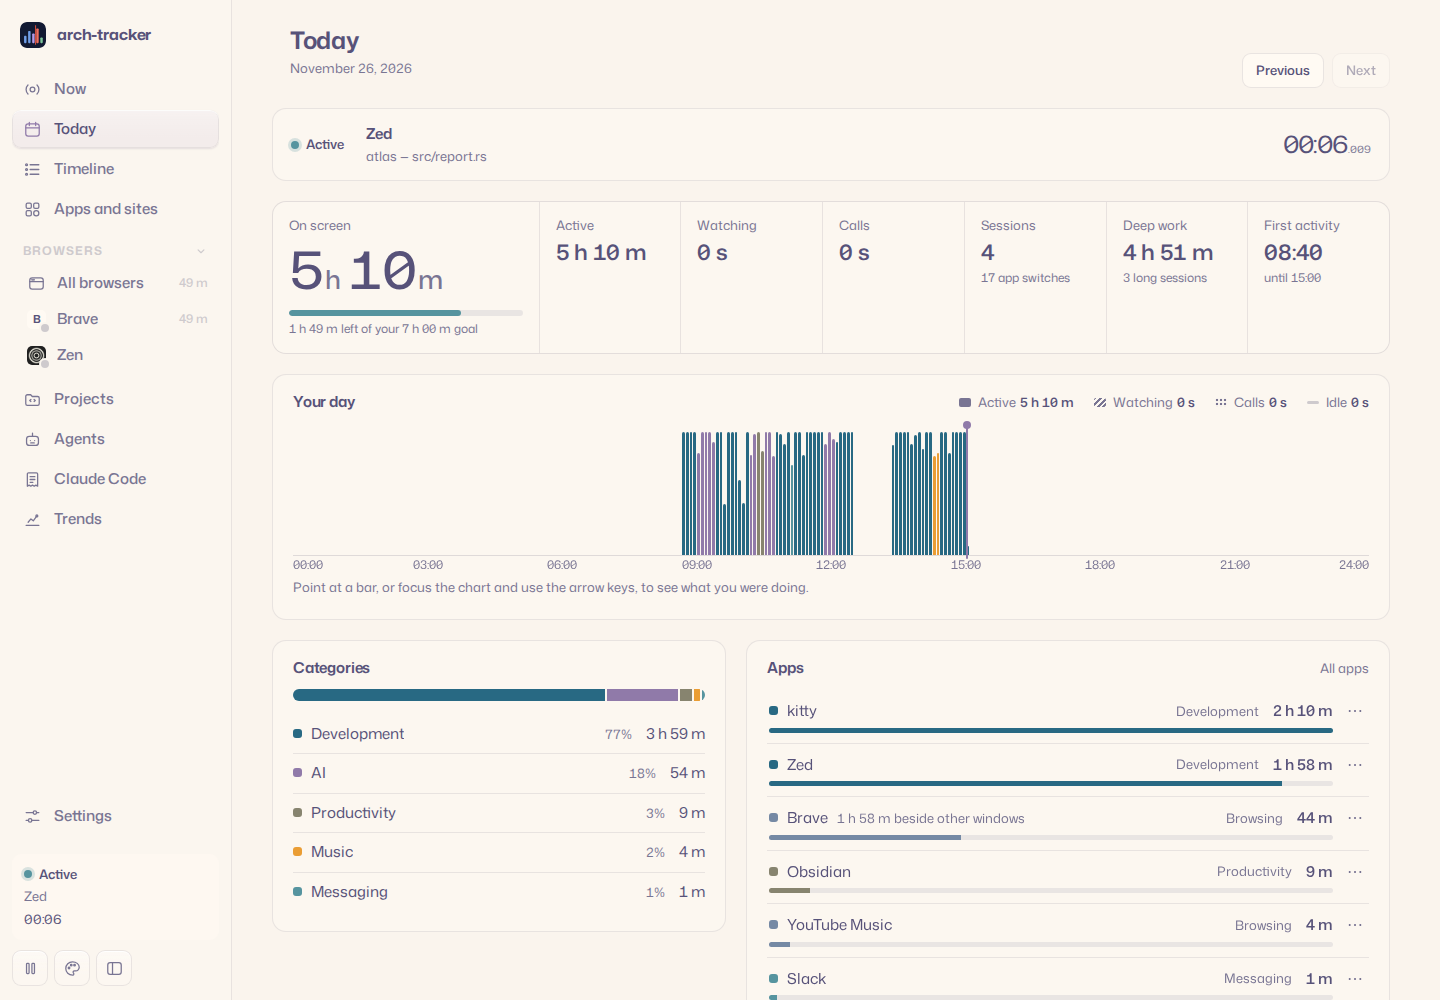 arch-tracker
Now
Today
Timeline
Apps and sites
BROWSERS
All browsers 49 m
B Brave 49 m
Zen
Projects
Agents
Claude Code
Trends
Settings
Active
Zed
00:06
Today
November 26, 2026
Previous Next
Active
Zed
atlas — src/report.rs
00:06.009
On screen
5h 10m
1 h 49 m left of your 7 h 00 m goal
Active
5 h 10 m
Watching
0 s
Calls
0 s
Sessions
4
17 app switches
Deep work
4 h 51 m
3 long sessions
First activity
08:40
until 15:00
Your day
Active 5 h 10 m Watching 0 s Calls 0 s Idle 0 s
00:00 03:00 06:00 09:00 12:00 15:00 18:00 21:00 24:00
Point at a bar, or focus the chart and use the arrow keys, to see what you were doing.
Categories
Development 77% 3 h 59 m
AI 18% 54 m
Productivity 3% 9 m
Music 2% 4 m
Messaging 1% 1 m
Apps All apps
kitty Development 2 h 10 m
Zed Development 1 h 58 m
Brave 1 h 58 m beside other windows Browsing 44 m
Obsidian Productivity 9 m
YouTube Music Browsing 4 m
Slack Messaging 1 m